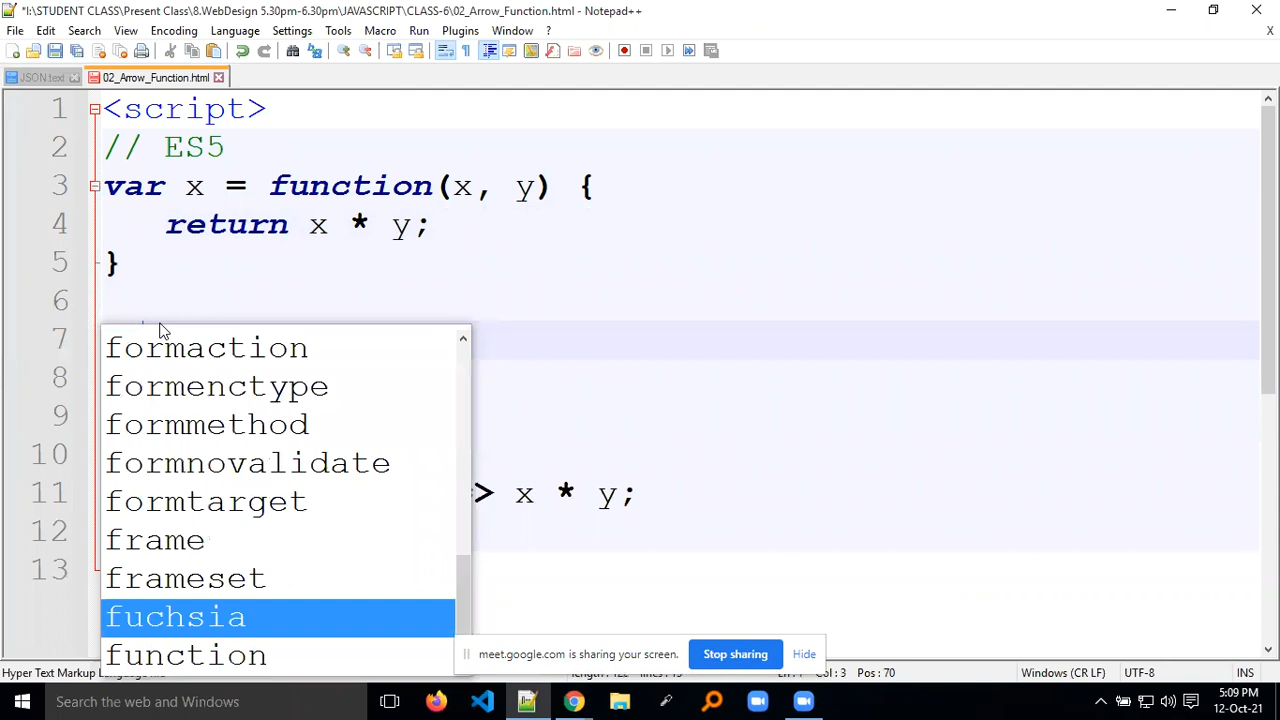 *I:\STUDENT CLASS\Present Class\8.WebDesign 5.30pm-6.30pm\JAVASCRIPT\CLASS-6\02_Arrow_Function.html - Notepad++
File Edit Search View Encoding Language Settings Tools Macro Run Plugins Window ? X
JSON.text 02_Arrow_Function.html
1 <script>
2 // ES5
3 var x = function(x, y) {
4 return x * y;
5 }
6
7
formaction
8 formenctype
9 formmethod
10 formnovalidate
11 formtarget > x * y;
12 frame
13 frameset
fuchsia
function
meet.google.com is sharing your screen. Stop sharing Hide
Hyper Text Markup Col : 3 Pos : 70 Windows (CR LF) UTF-8 INS
Search the web and Windows
5:09 PM
12-Oct-21